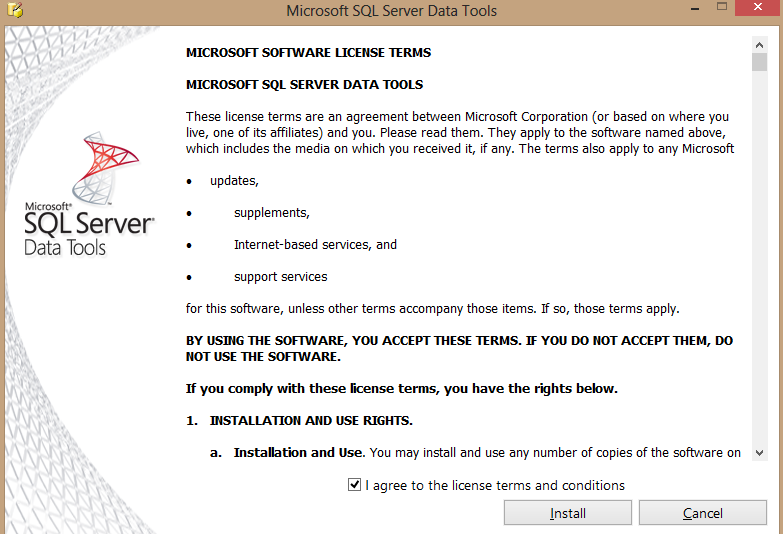 Microsoft SQL Server Data Tools
MICROSOFT SOFTWARE LICENSE TERMS
MICROSOFT SQL SERVER DATA TOOLS
These license terms are an agreement between Microsoft Corporation (or based on where you
live, one of its affiliates) and you. Please read them. They apply to the software named above,
which includes the media on which you received it, if any. The terms also apply to any Microsoft
• updates,
• supplements,
• Internet-based services, and
• support services
for this software, unless other terms accompany those items. If so, those terms apply.
BY USING THE SOFTWARE, YOU ACCEPT THESE TERMS. IF YOU DO NOT ACCEPT THEM, DO
NOT USE THE SOFTWARE.
If you comply with these license terms, you have the rights below.
1. INSTALLATION AND USE RIGHTS.
a. Installation and Use. You may install and use any number of copies of the software on
Microsoft®
SQL Server®
Data Tools
I agree to the license terms and conditions
Install
Cancel